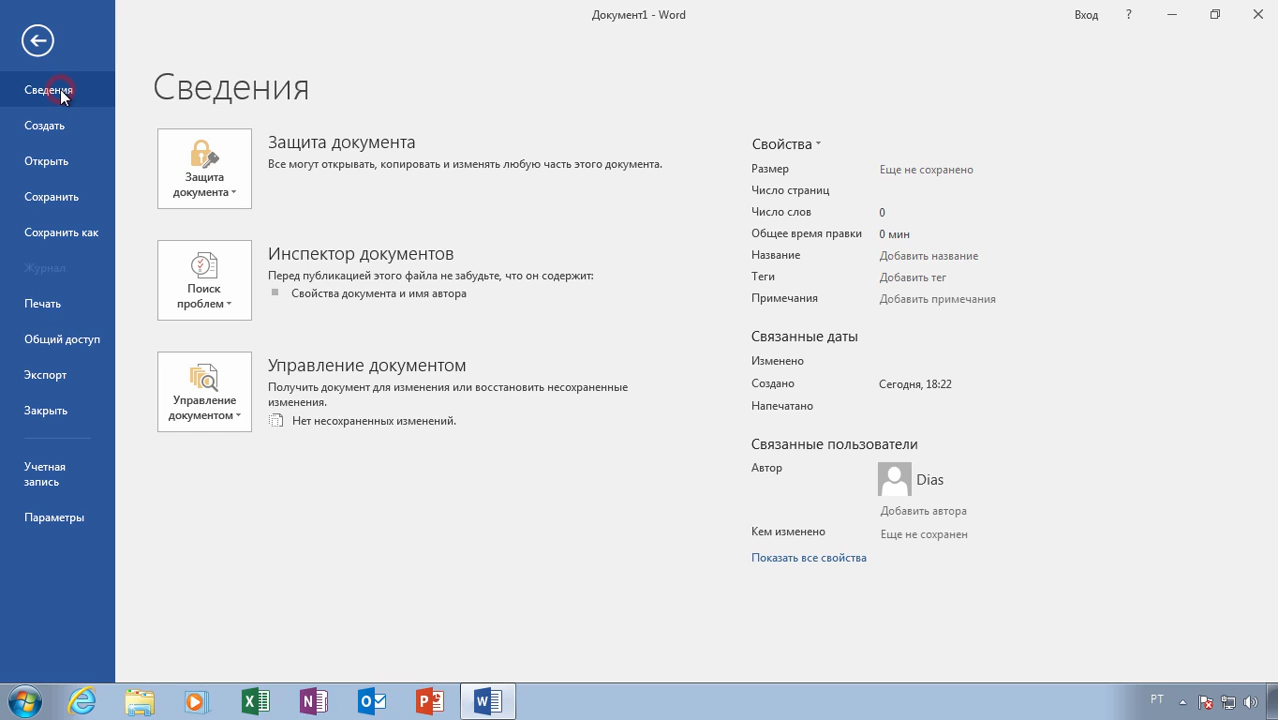 Документ1 - Word
Вход
?
Сведения
Создать
Открыть
Сохранить
Сохранить как
Журнал
Печать
Общий доступ
Экспорт
Закрыть
Учетная
запись
Параметры
Сведения
Защита
документа
Защита документа
Все могут открывать, копировать и изменять любую часть этого документа.
Поиск
проблем
Инспектор документов
Перед публикацией этого файла не забудьте, что он содержит:
Свойства документа и имя автора
Управление
документом
Управление документом
Получить документ для изменения или восстановить несохраненные
изменения.
Нет несохраненных изменений.
Свойства
Размер Еще не сохранено
Число страниц
Число слов 0
Общее время правки 0 мин
Название Добавить название
Теги Добавить тег
Примечания Добавить примечания
Связанные даты
Изменено
Создано Сегодня, 18:22
Напечатано
Связанные пользователи
Автор Dias
Добавить автора
Кем изменено Еще не сохранен
Показать все свойства
PT